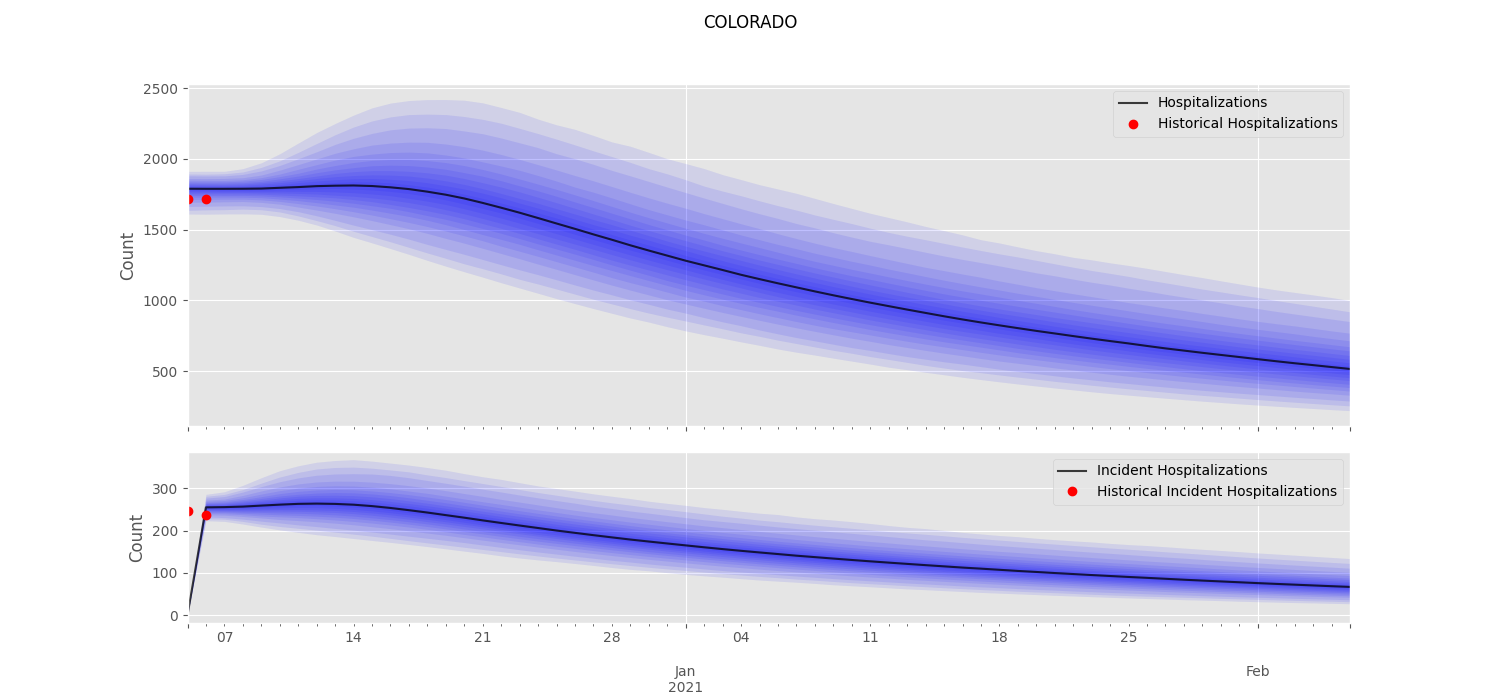 COLORADO
2500
2000
1500
1000
500
Count
Hospitalizations
Historical Hospitalizations
300
200
100
0
Count
Incident Hospitalizations
Historical Incident Hospitalizations
07 14 21 28 04 11 18 25
Jan Feb
2021